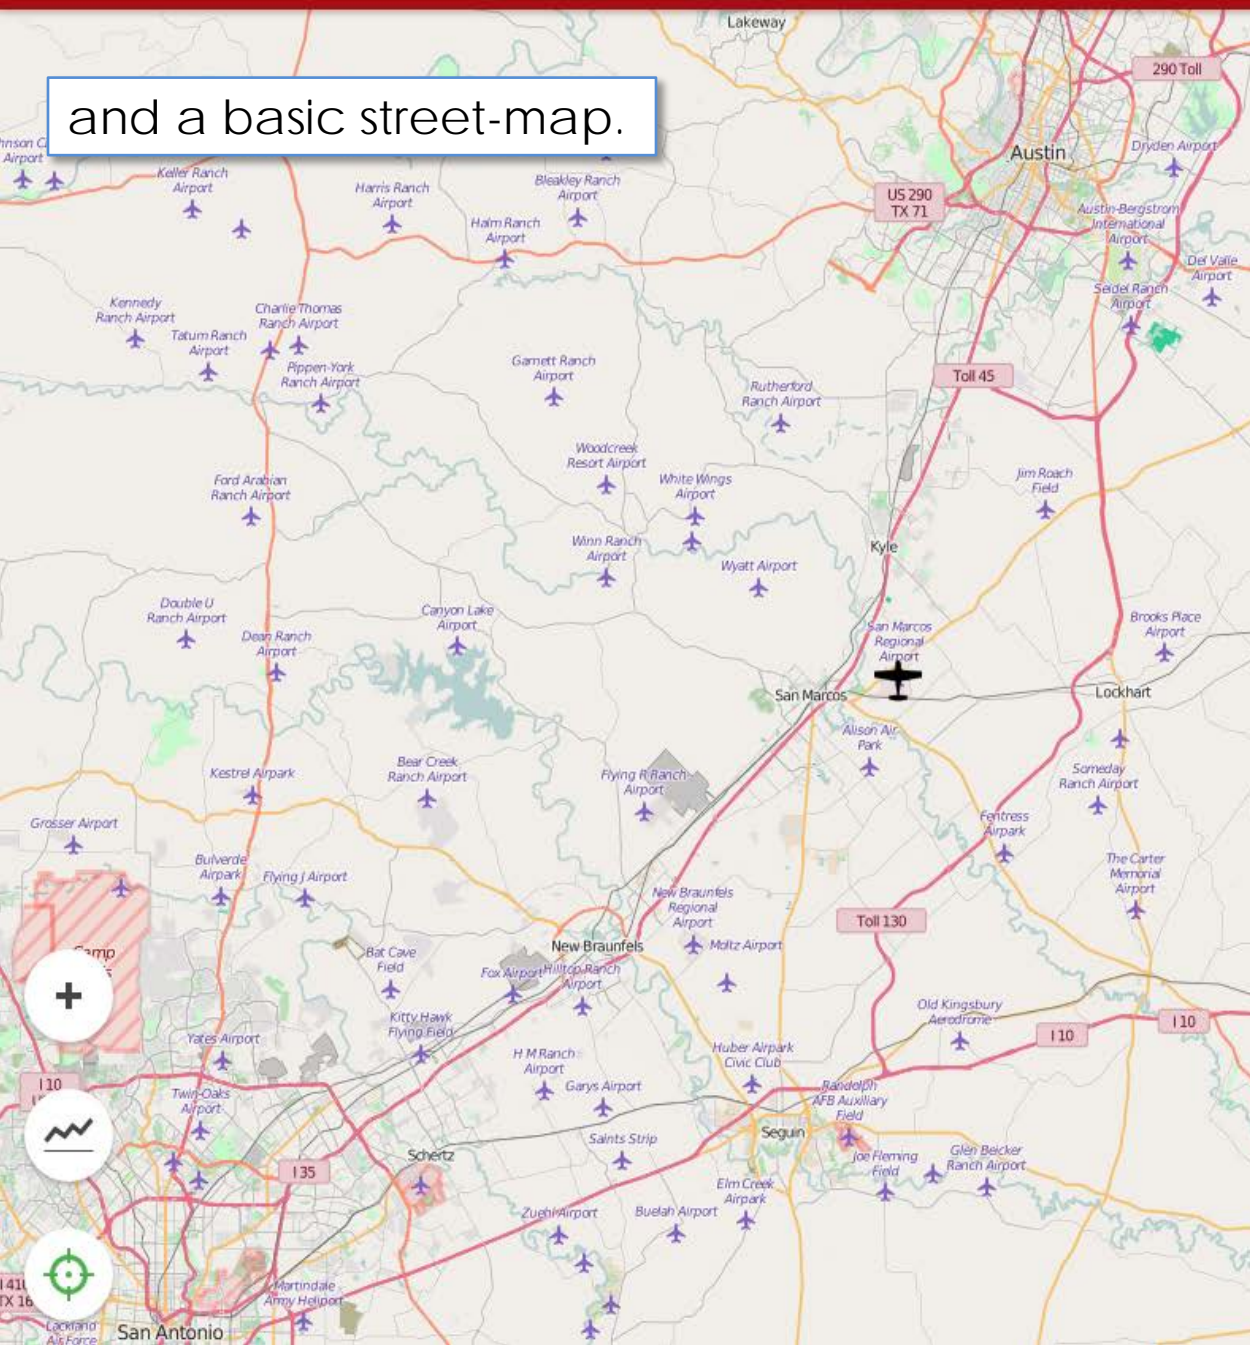 Lakeway
290 Toll
and a basic street-map.
Airport
Austin
Dryden Airport
Keller Ranch
Airport
Harris Ranch
Airport
Bleakley Ranch
Airport
US 290
TX 71
Halm Ranch
Airport
Austin-Bergstrom
International
Airport
Del Valle
Airport
Seidel Ranch
Airport
Kennedy
Ranch Airport
Charlie Thomas
Ranch Airport
Tatum Ranch
Airport
Pippen-York
Ranch Airport
Garnett Ranch
Airport
Toll 45
Rutherford
Ranch Airport
Woodcreek
Resort Airport
White Wings
Airport
Jim Roach
Field
Ford Arabian
Ranch Airport
Winn Ranch
Airport
Kyle
Wyatt Airport
Double U
Ranch Airport
Canyon Lake
Airport
Dean Ranch
Airport
San Marcos
Regional
Airport
Brooks Place
Airport
San Marcos
Lockhart
Alison Air
Park
Kestrel Airpark
Bear Creek
Ranch Airport
Flying R Ranch
Airport
Someday
Ranch Airport
Grosser Airport
Fentress
Airpark
Bulverde
Airpark
Flying J Airport
The Carter
Memorial
Airport
New Braunfels
Regional
Airport
Toll 130
New Braunfels
Moltz Airport
Bat Cave
Field
Fox Airport
Hilltop Ranch
Airport
Kitty Hawk
Flying Field
Old Kingsbury
Aerodrome
I 10
I 10
Yates Airport
H M Ranch
Airport
Huber Airpark
Civic Club
I 10
Garys Airport
Twin-Oaks
Airport
Randolph
AFB Auxiliary
Field
Seguin
Saints Strip
Schertz
I 35
Joe Fleming
Field
Glen Beicker
Ranch Airport
Elm Creek
Airpark
Zuehl Airport
Buelah Airport
Martindale
Army Heliport
TX 16
Lackland
Air Force
San Antonio